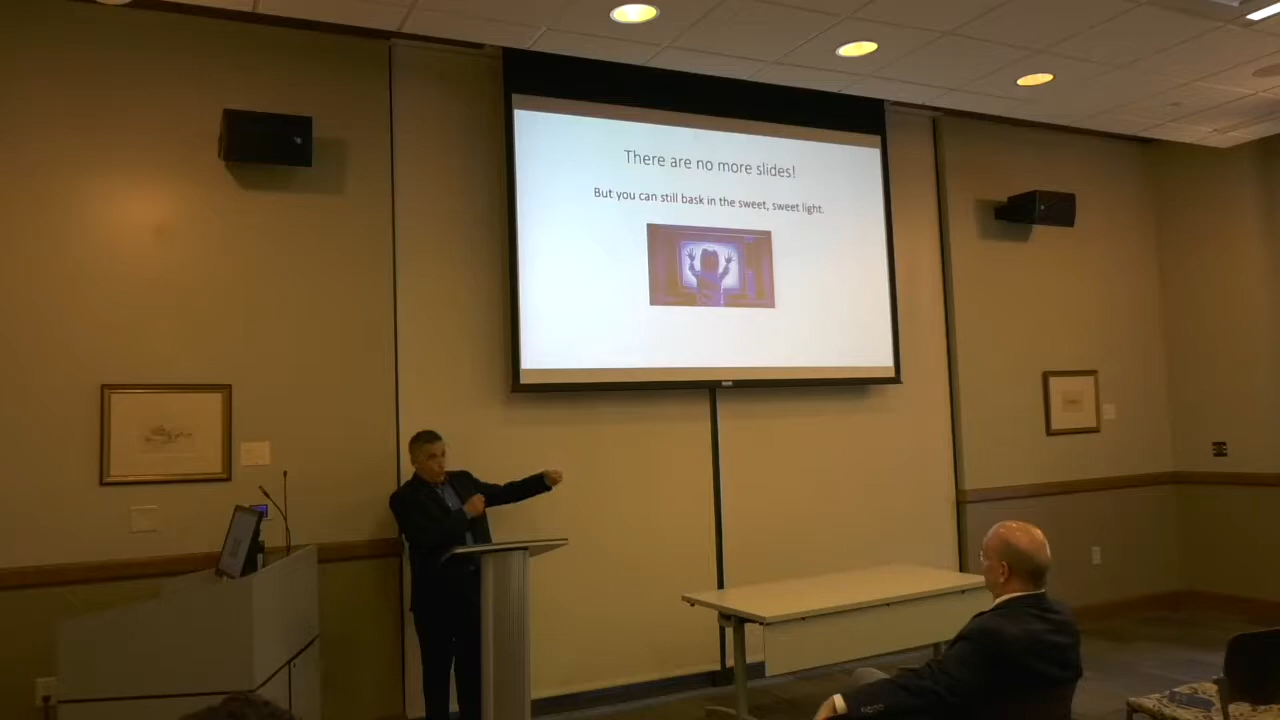 There are no more slides!
But you can still bask in the sweet, sweet light.